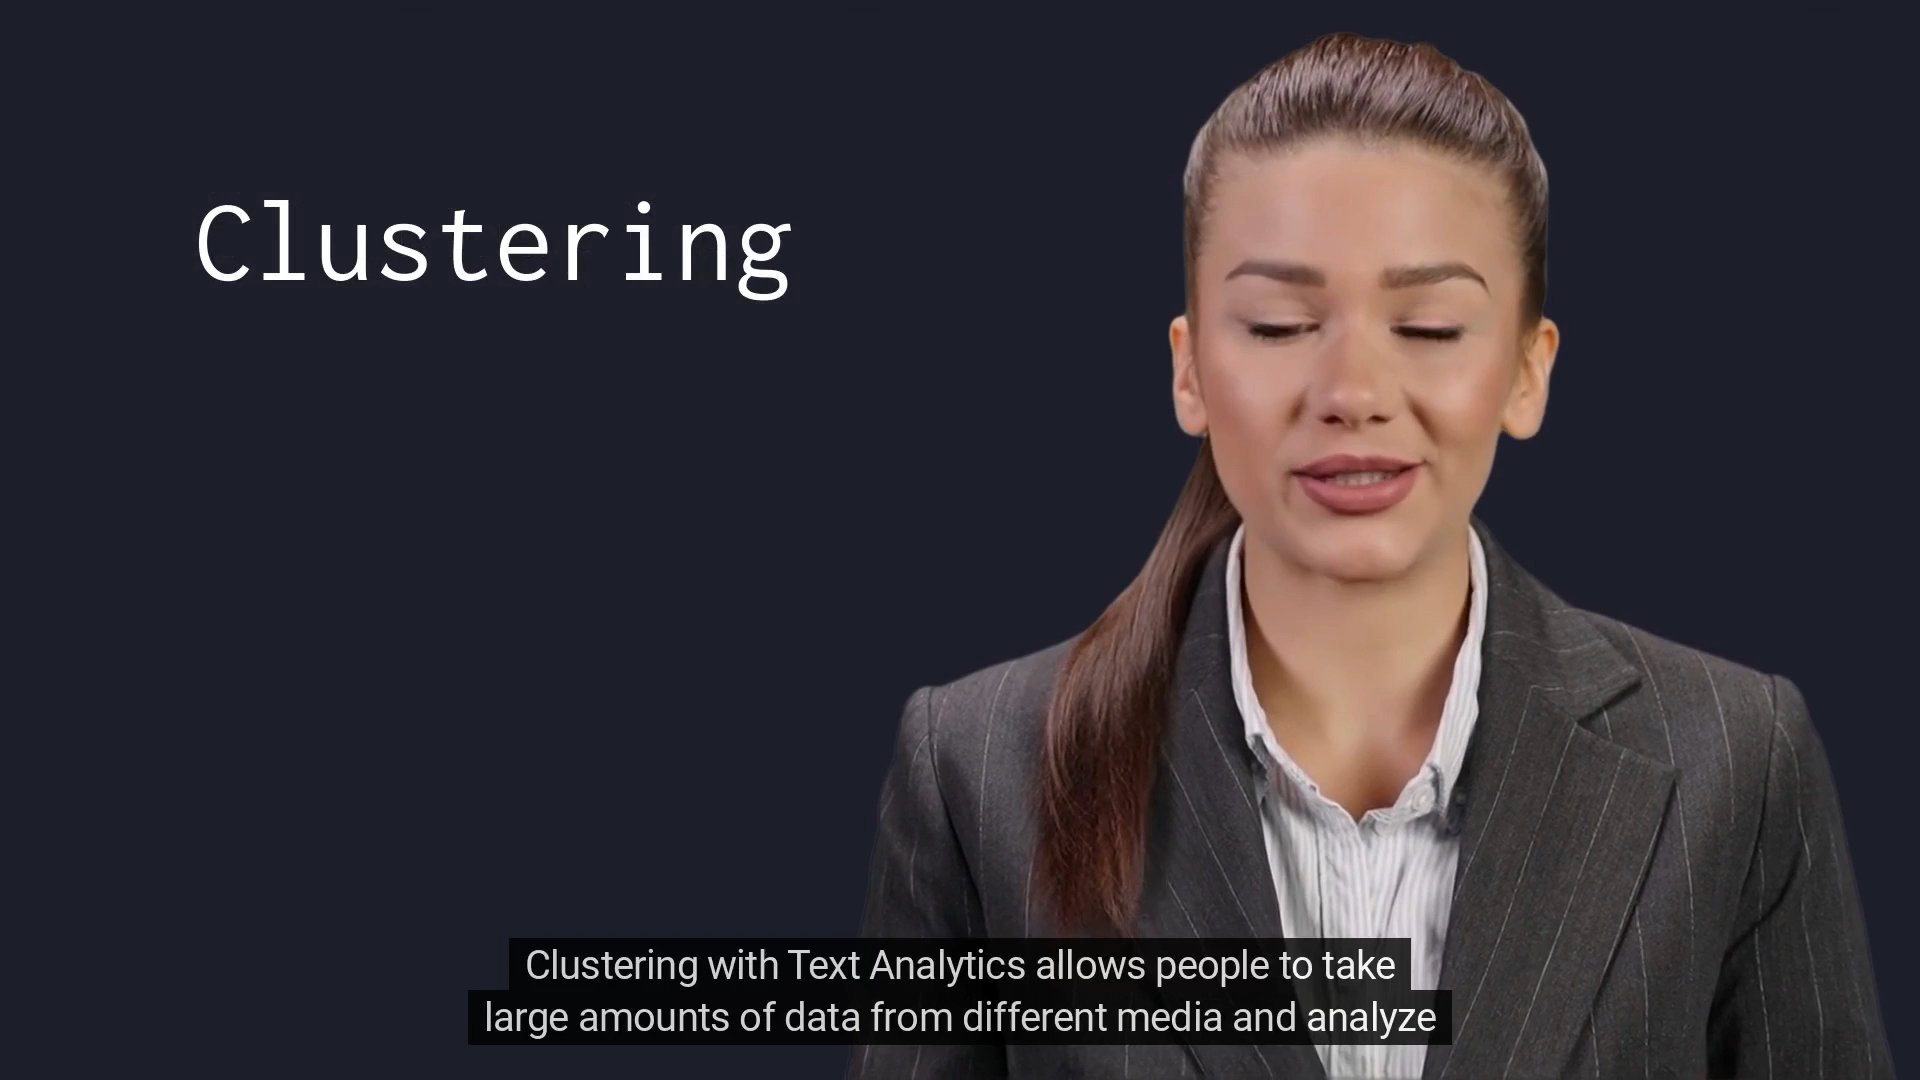 Clustering
Clustering with Text Analytics allows people to take
large amounts of data from different media and analyze